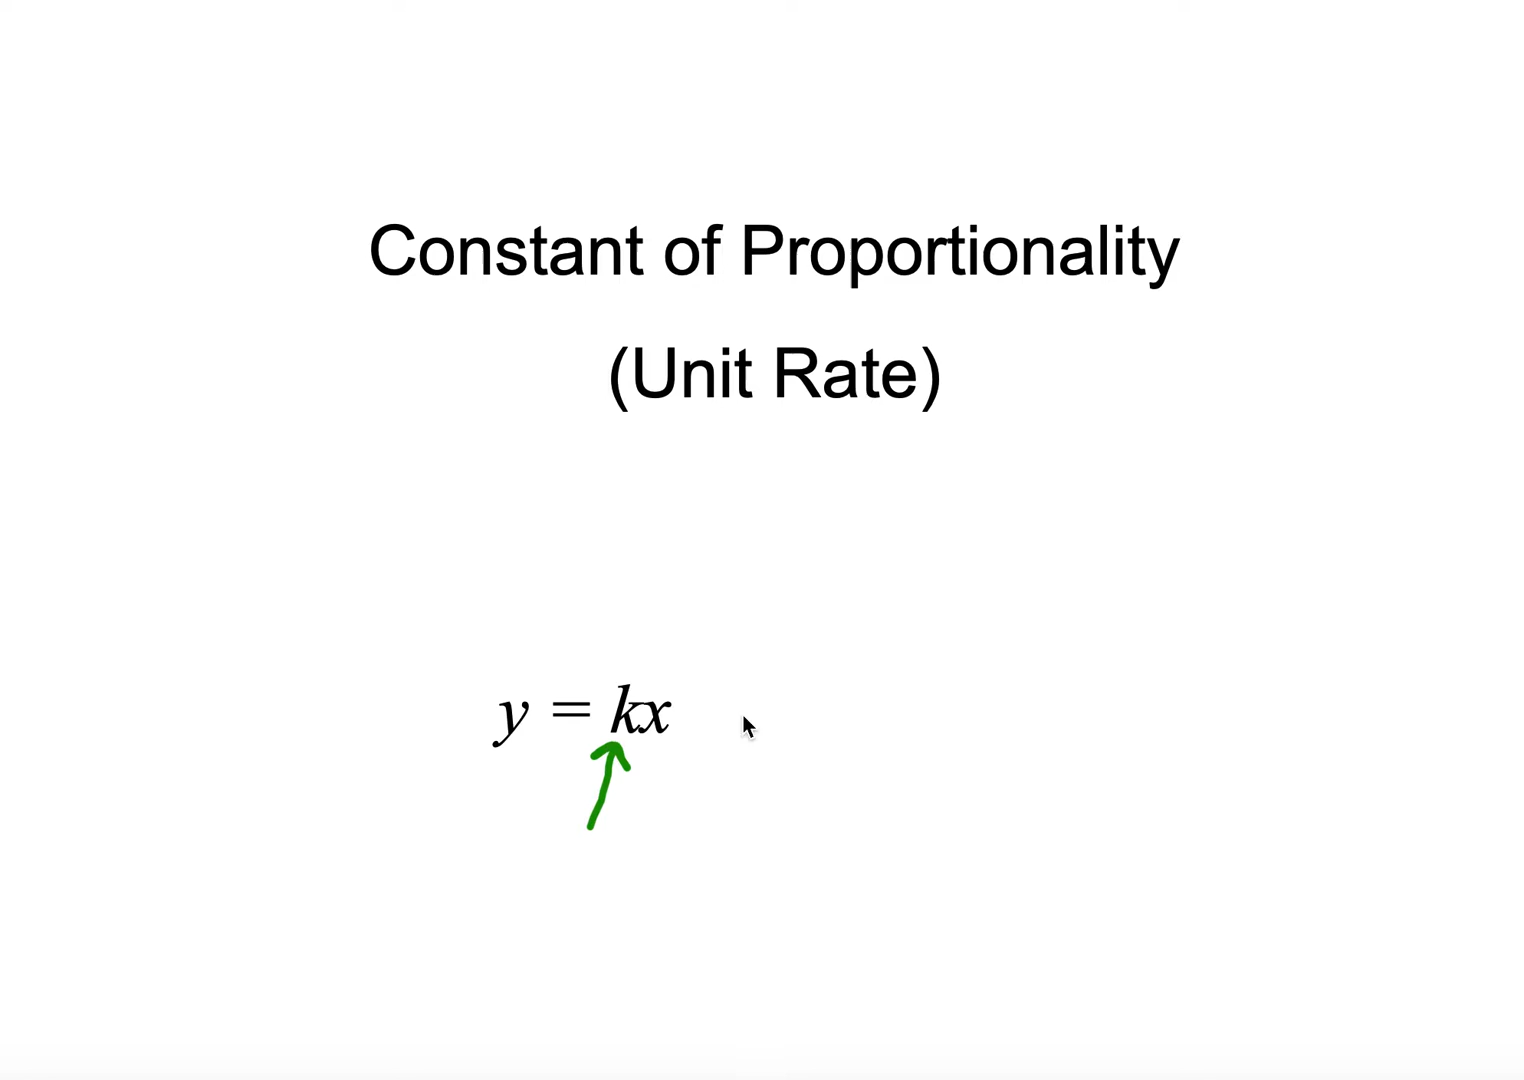 Constant of Proportionality
(Unit Rate)
y = kx